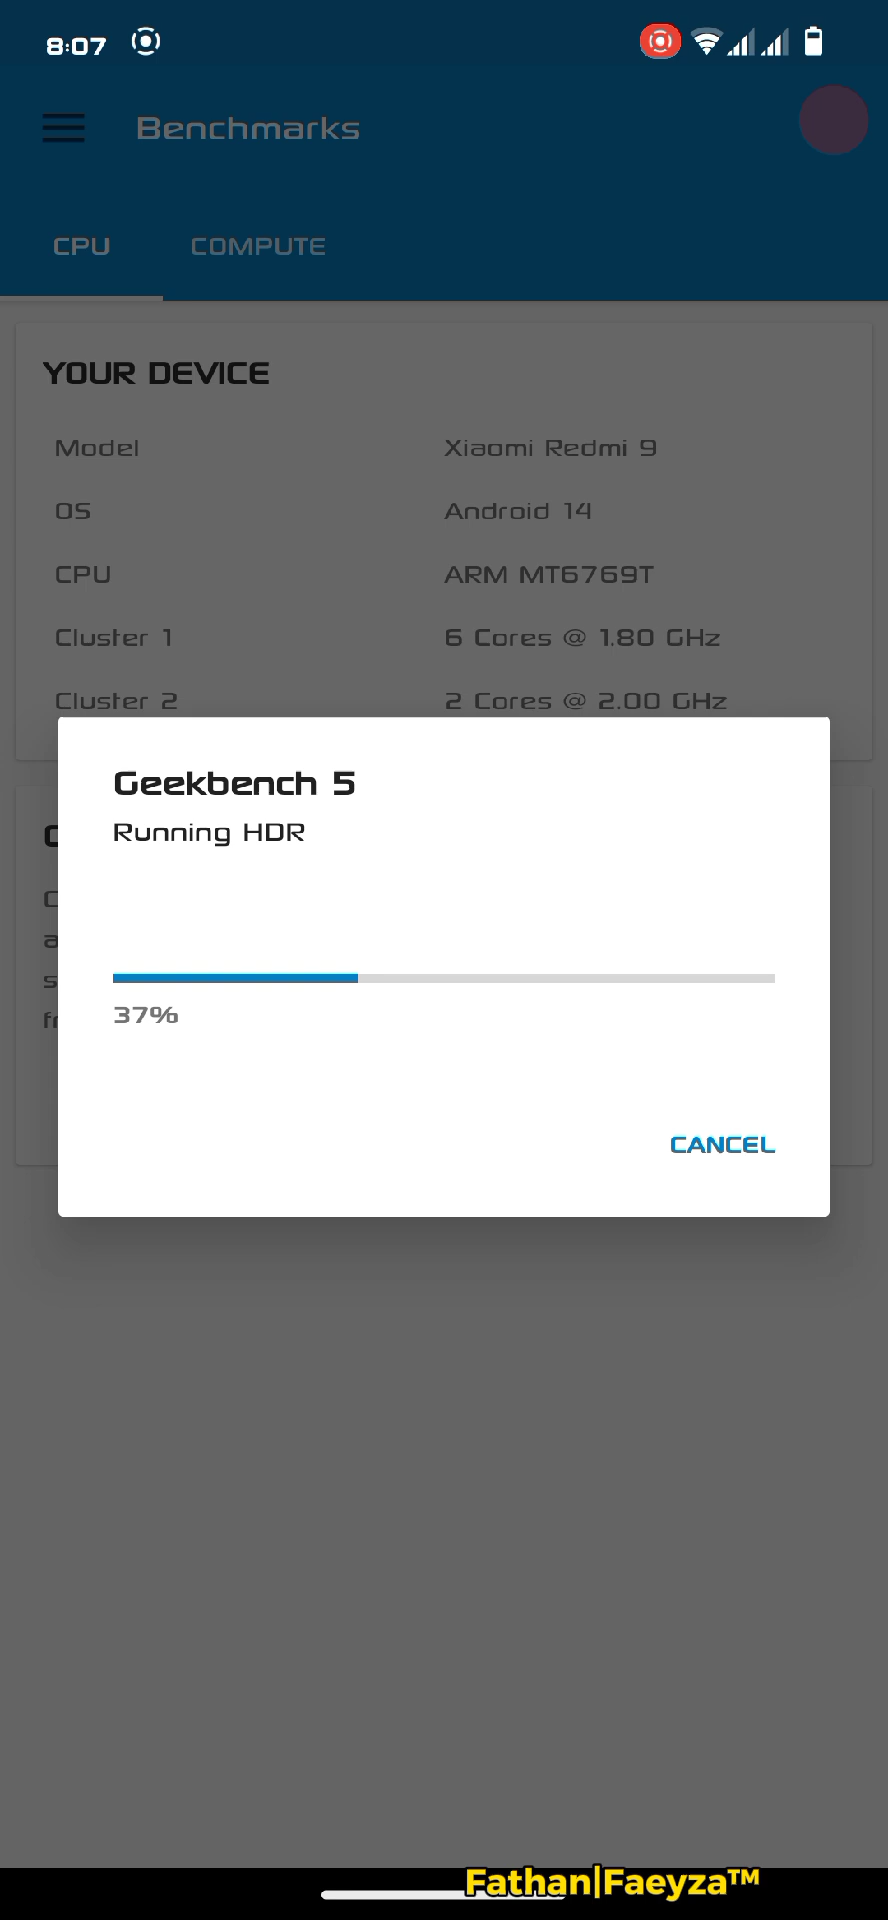 8:07
Benchmarks
CPU COMPUTE
YOUR DEVICE
Model Xiaomi Redmi 9
OS Android 14
CPU ARM MT6769T
Cluster 1 6 Cores @ 1.80 GHz
Cluster 2 2 Cores @ 2.00 GHz
Geekbench 5
Running HDR
37%
CANCEL
Fathan|Faeyza™